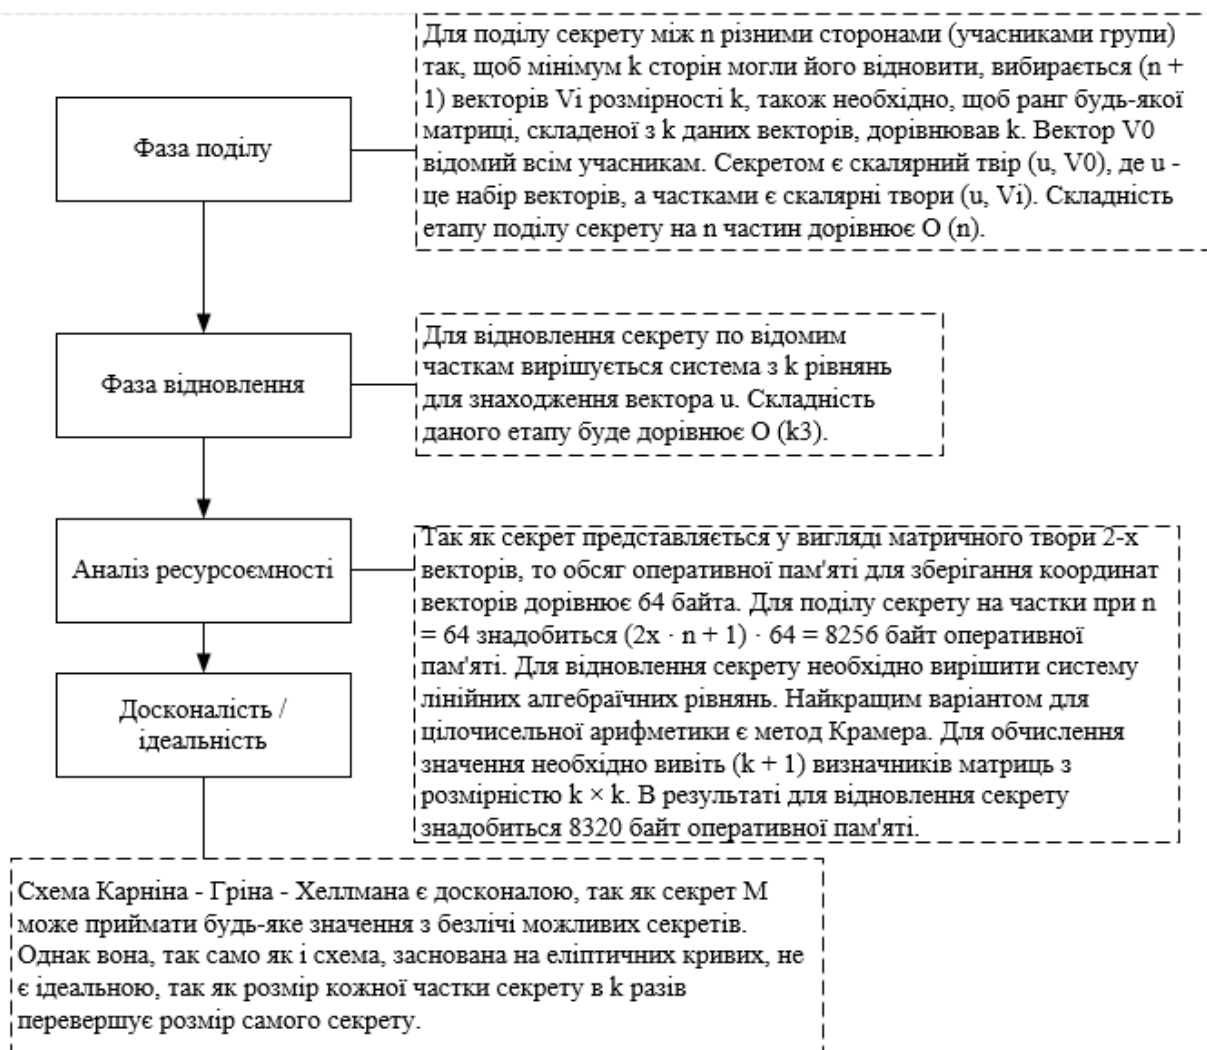 Для поділу секрету між n різними сторонами (учасниками групи)
так, щоб мінімум k сторін могли його відновити, вибирається (n +
1) векторів Vi розмірності k, також необхідно, щоб ранг будь-якої
матриці, складеної з k даних векторів, дорівнював k. Вектор V0
відомий всім учасникам. Секретом є скалярний твір (u, V0), де u -
це набір векторів, а частками є скалярні твори (u, Vi). Складність
етапу поділу секрету на n частин дорівнює O (n).
Фаза поділу
Для відновлення секрету по відомим
часткам вирішується система з k рівнянь
для знаходження вектора u. Складність
даного етапу буде дорівнює O (k3).
Фаза відновлення
Так як секрет представляється у вигляді матричного твори 2-х
векторів, то обсяг оперативної пам'яті для зберігання координат
векторів дорівнює 64 байта. Для поділу секрету на частки при n
= 64 знадобиться (2x · n + 1) · 64 = 8256 байт оперативної
пам'яті. Для відновлення секрету необхідно вирішити систему
лінійних алгебраїчних рівнянь. Найкращим варіантом для
цілочисельної арифметики є метод Крамера. Для обчислення
значення необхідно вивіть (k + 1) визначників матриць з
розмірністю k × k. В результаті для відновлення секрету
знадобиться 8320 байт оперативної пам'яті.
Аналіз ресурсоємності
Досконалість /
ідеальність
Схема Карніна - Гріна - Хеллмана є досконалою, так як секрет M
може приймати будь-яке значення з безлічі можливих секретів.
Однак вона, так само як і схема, заснована на еліптичних кривих, не
є ідеальною, так як розмір кожної частки секрету в k разів
перевершує розмір самого секрету.